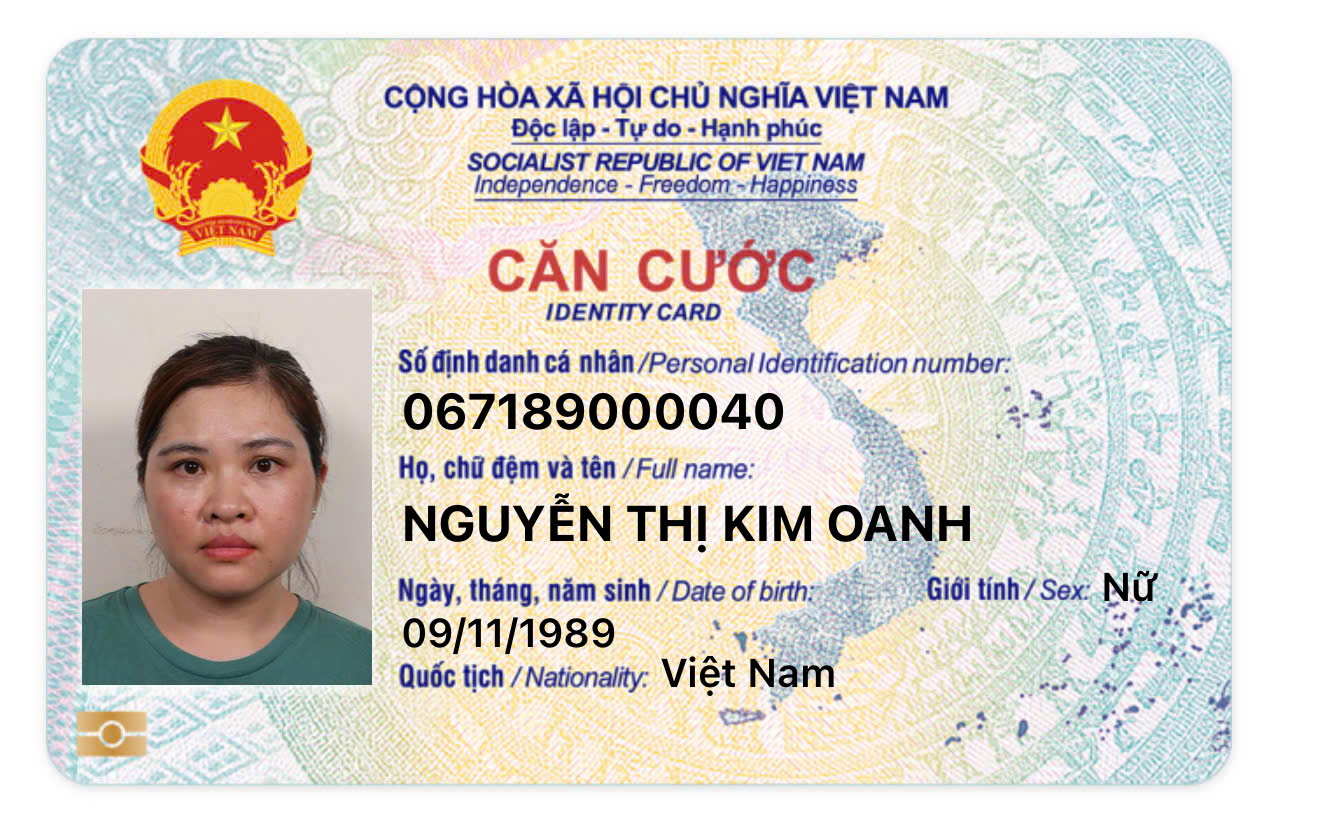 CỘNG HÒA XÃ HỘI CHỦ NGHĨA VIỆT NAM
Độc lập - Tự do - Hạnh phúc
SOCIALIST REPUBLIC OF VIET NAM
Independence - Freedom - Happiness
VIỆT NAM
CĂN CƯỚC
IDENTITY CARD
Số định danh cá nhân /Personal Identification number:
067189000040
Họ, chữ đệm và tên /Full name:
NGUYỄN THỊ KIM OANH
Ngày, tháng, năm sinh / Date of birth: Giới tính / Sex: Nữ
09/11/1989
Quốc tịch / Nationality: Việt Nam